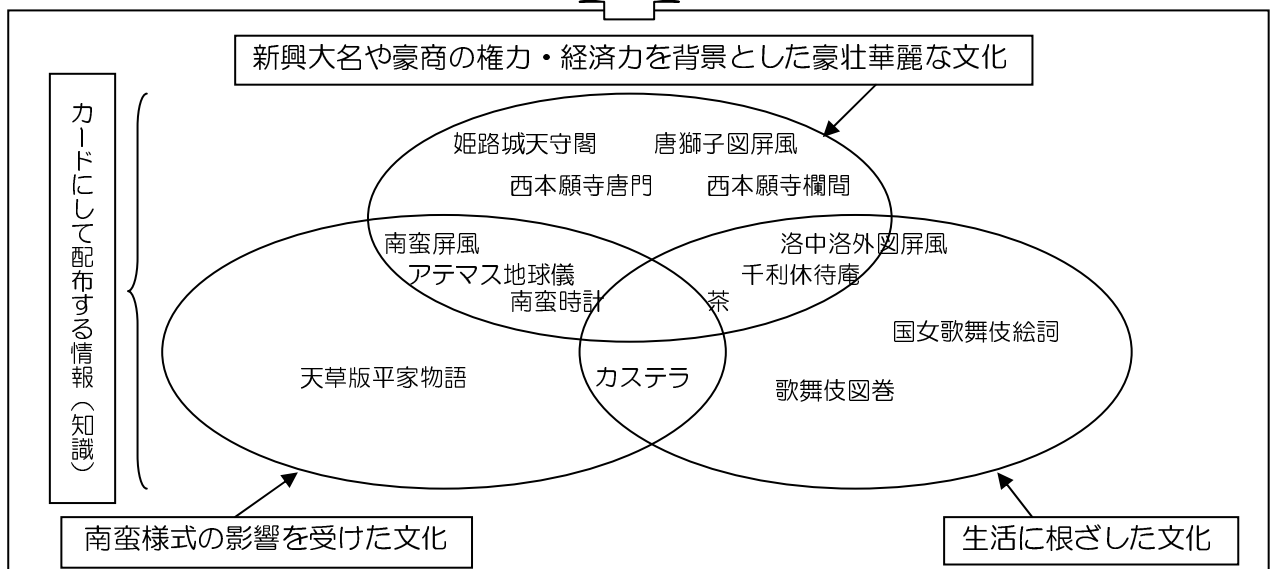 新興大名や豪商の権力・経済力を背景とした豪壮華麗な文化
カードにして配布する情報（知識）
姫路城天守閣
唐獅子図屏風
西本願寺唐門
西本願寺欄間
南蛮屏風
洛中洛外図屏風
アテマス地球儀
千利休待庵
南蛮時計
茶
国女歌舞伎絵詞
天草版平家物語
カステラ
歌舞伎図巻
南蛮様式の影響を受けた文化
生活に根ざした文化